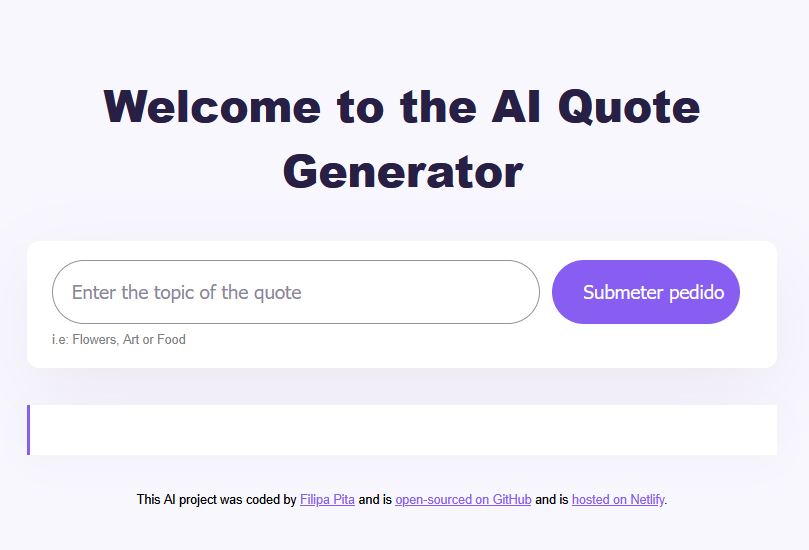 Welcome to the AI Quote
Generator
Enter the topic of the quote
Submeter pedido
i.e: Flowers, Art or Food
This AI project was coded by Filipa Pita and is open-sourced on GitHub and is hosted on Netlify.